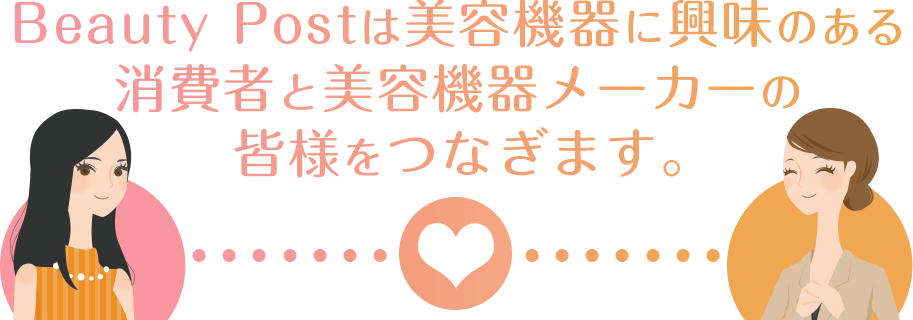 Beauty Postは美容機器に興味のある
消費者と美容機器メーカーの
皆様をつなぎます。